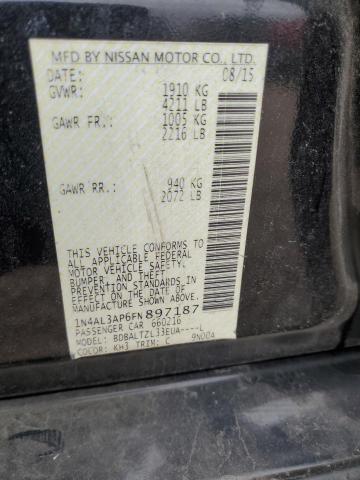 MFD BY NISSAN MOTOR CO., LTD.
DATE: 08/15
GVWR: 1910 KG
4211 LB
GAWR FR.: 1005 KG
2216 LB
GAWR RR.: 940 KG
2072 LB
THIS VEHICLE CONFORMS TO
ALL APPLICABLE FEDERAL
MOTOR VEHICLE SAFETY,
BUMPER, AND THEFT
PREVENTION STANDARDS IN
EFFECT ON THE DATE OF
MANUFACTURE SHOWN ABOVE.
1N4AL3AP6FN897187
PASSENGER CAR 660216
MODEL: BDBALTZL33EUA----L
COLOR: KH3 TRIM: C 9N00A